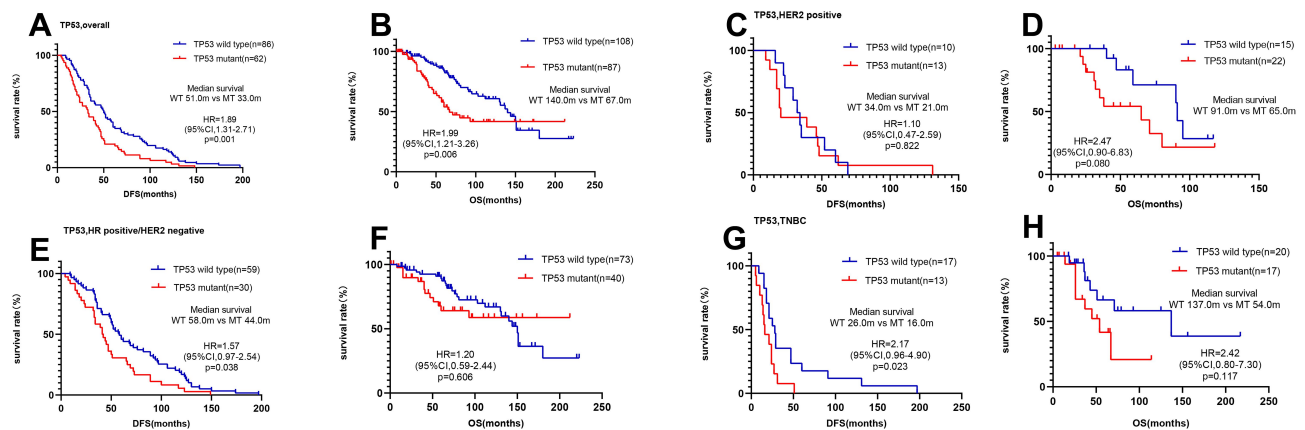 A
TP53,overall
TP53 wild type(n=86)
TP53 mutant(n=62)
Median survival
WT 51.0m vs MT 33.0m
HR=1.89
(95%CI,1.31-2.71)
p=0.001
survival rate (%)
100
50
0
0 50 100 150 200
DFS(months)
B
TP53 wild type(n=108)
TP53 mutant(n=87)
Median survival
WT 140.0m vs MT 67.0m
HR=1.99
(95%CI,1.21-3.26)
p=0.006
survival rate (%)
100
50
0
0 50 100 150 200 250
OS(months)
C
TP53,HER2 positive
TP53 wild type(n=10)
TP53 mutant(n=13)
Median survival
WT 34.0m vs MT 21.0m
HR=1.10
(95%CI,0.47-2.59)
p=0.822
survival rate (%)
100
50
0
0 50 100 150
DFS(months)
D
TP53 wild type(n=15)
TP53 mutant(n=22)
Median survival
WT 91.0m vs MT 65.0m
HR=2.47
(95%CI,0.90-6.83)
p=0.080
survival rate (%)
100
50
0
0 50 100 150
OS(months)
E
TP53,HR positive/HER2 negative
TP53 wild type(n=59)
TP53 mutant(n=30)
Median survival
WT 58.0m vs MT 44.0m
HR=1.57
(95%CI,0.97-2.54)
p=0.038
survival rate (%)
100
50
0
0 50 100 150 200
DFS(months)
F
TP53 wild type(n=73)
TP53 mutant(n=40)
HR=1.20
(95%CI,0.59-2.44)
p=0.606
survival rate (%)
100
50
0
0 50 100 150 200 250
OS(months)
G
TP53,TNBC
TP53 wild type(n=17)
TP53 mutant(n=13)
Median survival
WT 26.0m vs MT 16.0m
HR=2.17
(95%CI,0.96-4.90)
p=0.023
survival rate (%)
100
50
0
0 50 100 150 200 250
DFS(months)
H
TP53 wild type(n=20)
TP53 mutant(n=17)
Median survival
WT 137.0m vs MT 54.0m
HR=2.42
(95%CI,0.80-7.30)
p=0.117
survival rate (%)
100
50
0
0 50 100 150 200 250
OS(months)